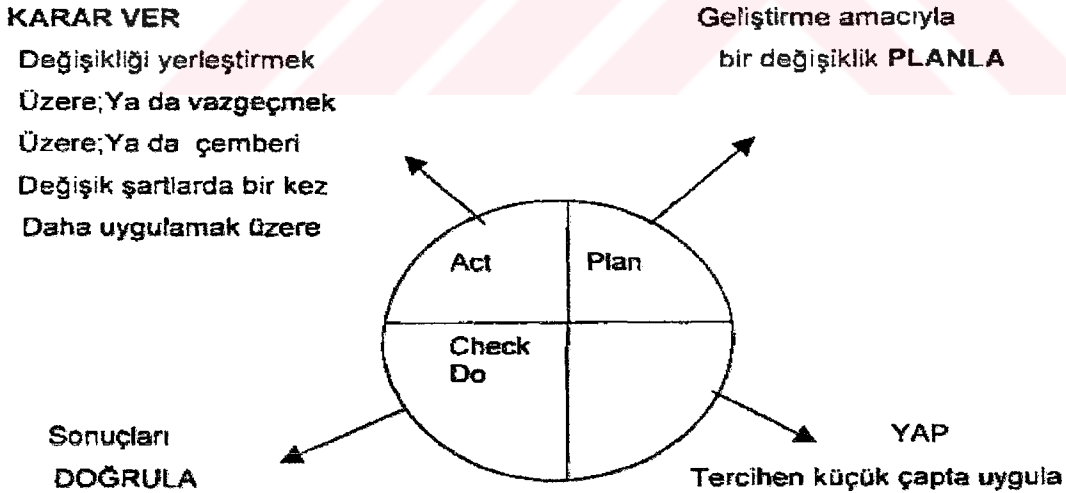 KARAR VER
Değişikliği yerleştirmek
Üzere;Ya da vazgeçmek
Üzere;Ya da çemberi
Değişik şartlarda bir kez
Daha uygulamak üzere
Geliştirme amacıyla
bir değişiklik PLANLA
Act
Plan
Check
Do
Sonuçları
DOĞRULA
YAP
Tercihen küçük çapta uygula